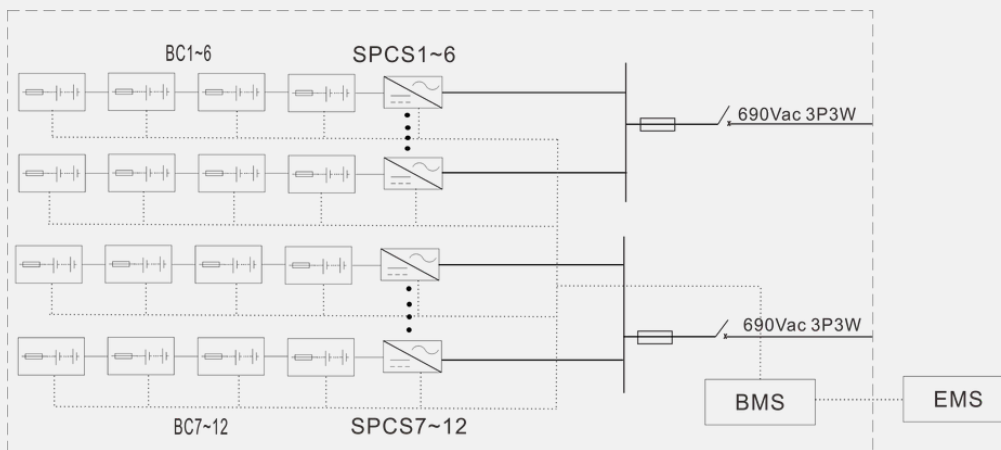 BC1~6
SPCS1~6
690Vac 3P3W
690Vac 3P3W
BMS
EMS
BC7~12
SPCS7~12